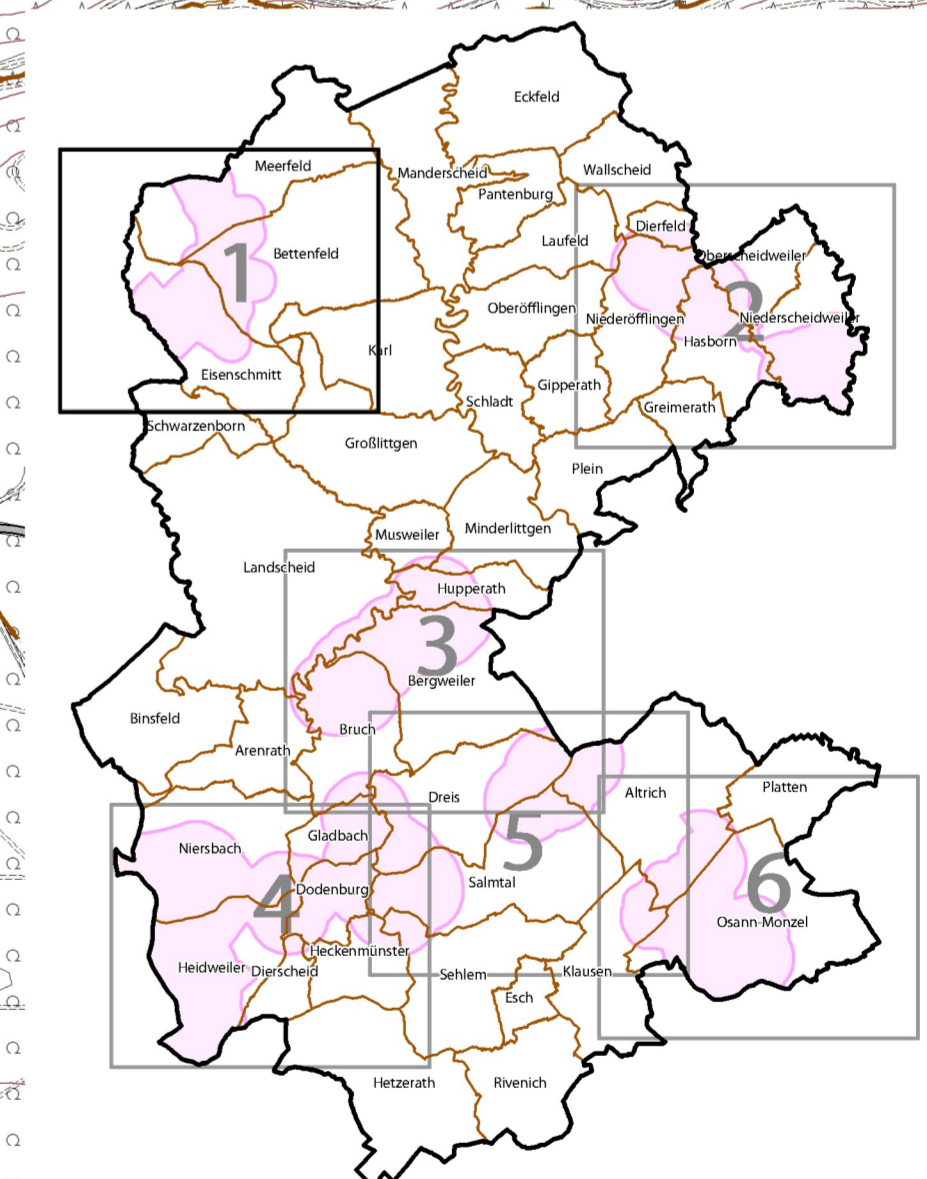 Eckfeld
Meerfeld
Manderscheid
Wallscheid
Pantenburg
Dierfeld
Laufeld
Bettenfeld
Oberscheidweiler
1
Oberöfflingen
Niederöfflingen
2
Niederscheidweiler
Hasborn
Karl
Eisenschmitt
Gipperath
Schladt
Greimerath
Schwarzenborn
Großlittgen
Plein
Musweiler
Minderlittgen
Landscheid
Hupperath
3
Bergweiler
Binsfeld
Bruch
Arenrath
Dreis
Altrich
Platten
Gladbach
5
Niersbach
Salmtal
6
Dodenburg
4
Osann-Monzel
Heckenmünster
Heidweiler
Dierscheid
Sehlem
Klausen
Esch
Hetzerath
Rivenich